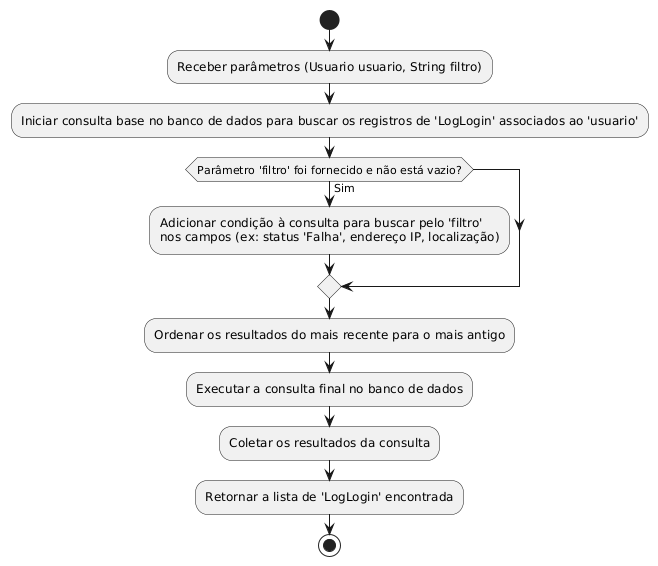 Receber parâmetros (Usuario usuario, String filtro)
Iniciar consulta base no banco de dados para buscar os registros de 'LogLogin' associados ao 'usuario'
Parâmetro 'filtro' foi fornecido e não está vazio?
Sim
Adicionar condição à consulta para buscar pelo 'filtro'
nos campos (ex: status 'Falha', endereço IP, localização)
Ordenar os resultados do mais recente para o mais antigo
Executar a consulta final no banco de dados
Coletar os resultados da consulta
Retornar a lista de 'LogLogin' encontrada